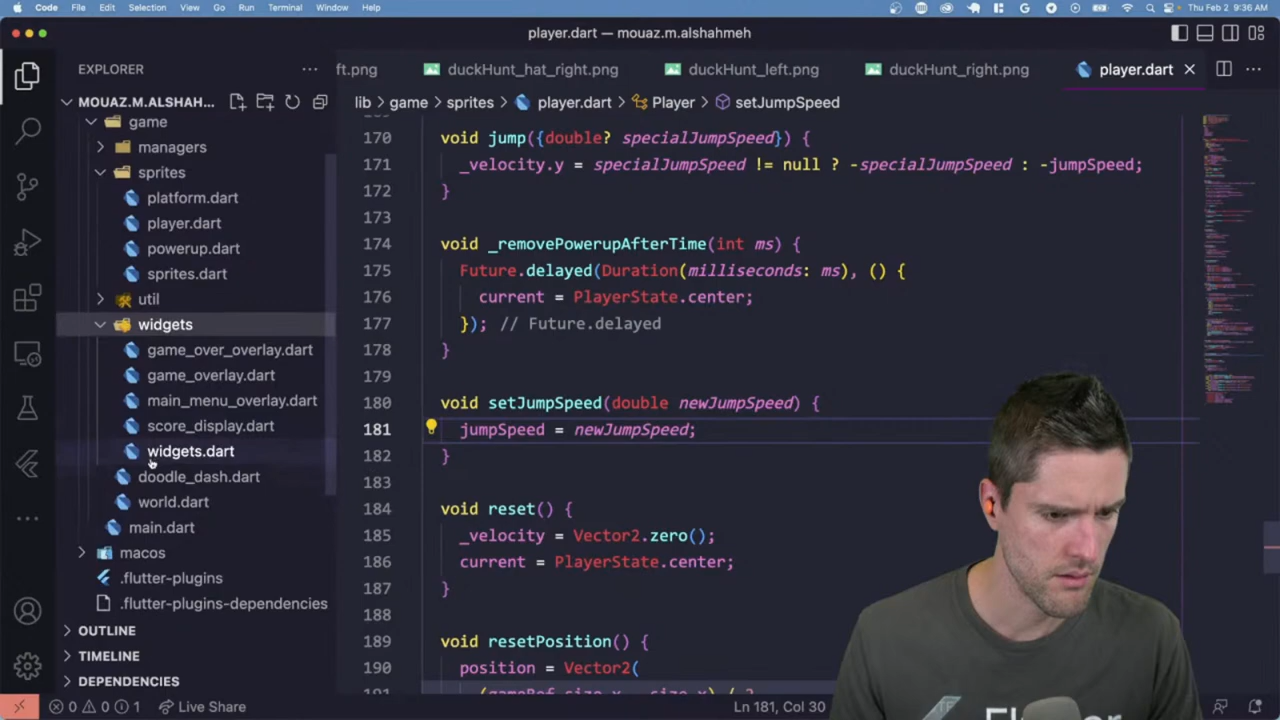 Code File Edit Selection View Go Run Terminal Window Help Thu Feb 2 9:36 AM
player.dart — mouaz.m.alshahmeh
EXPLORER
ft.png duckHunt_hat_right.png duckHunt_left.png duckHunt_right.png player.dart
MOUAZ.M.ALSHAH...
lib > game > sprites > player.dart > Player > setJumpSpeed
game
managers
sprites
platform.dart
player.dart
powerup.dart
sprites.dart
util
widgets
game_over_overlay.dart
game_overlay.dart
main_menu_overlay.dart
score_display.dart
widgets.dart
doodle_dash.dart
world.dart
main.dart
macos
.flutter-plugins
.flutter-plugins-dependencies
OUTLINE
TIMELINE
DEPENDENCIES
170 void jump({double? specialJumpSpeed}) {
171 _velocity.y = specialJumpSpeed != null ? -specialJumpSpeed : -jumpSpeed;
172 }
173
174 void _removePowerupAfterTime(int ms) {
175 Future.delayed(Duration(milliseconds: ms), () {
176 current = PlayerState.center;
177 }); // Future.delayed
178 }
179
180 void setJumpSpeed(double newJumpSpeed) {
181 jumpSpeed = newJumpSpeed;
182 }
183
184 void reset() {
185 _velocity = Vector2.zero();
186 current = PlayerState.center;
187 }
188
189 void resetPosition() {
190 position = Vector2(
191 (gameRef.size.x - size.x) / 2
0 0 1 Live Share Ln 181, Col 30